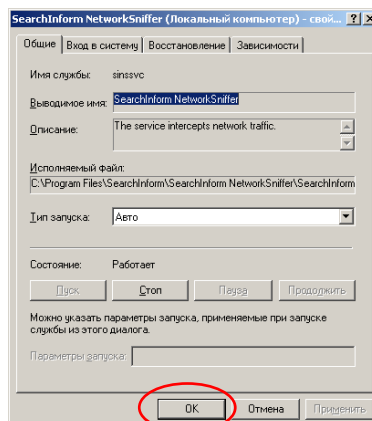 SearchInform NetworkSniffer (Локальный компьютер) - свой...
Общие Вход в систему Восстановление Зависимости
Имя службы: sinssvc
Выводимое имя: SearchInform NetworkSniffer
Описание: The service intercepts network traffic.
Исполняемый файл:
C:\Program Files\SearchInform\SearchInform NetworkSniffer\SearchInform
Тип запуска: Авто
Состояние: Работает
Пуск Стоп Пауза Продолжить
Можно указать параметры запуска, применяемые при запуске
службы из этого диалога.
Параметры запуска:
OK Отмена Применить